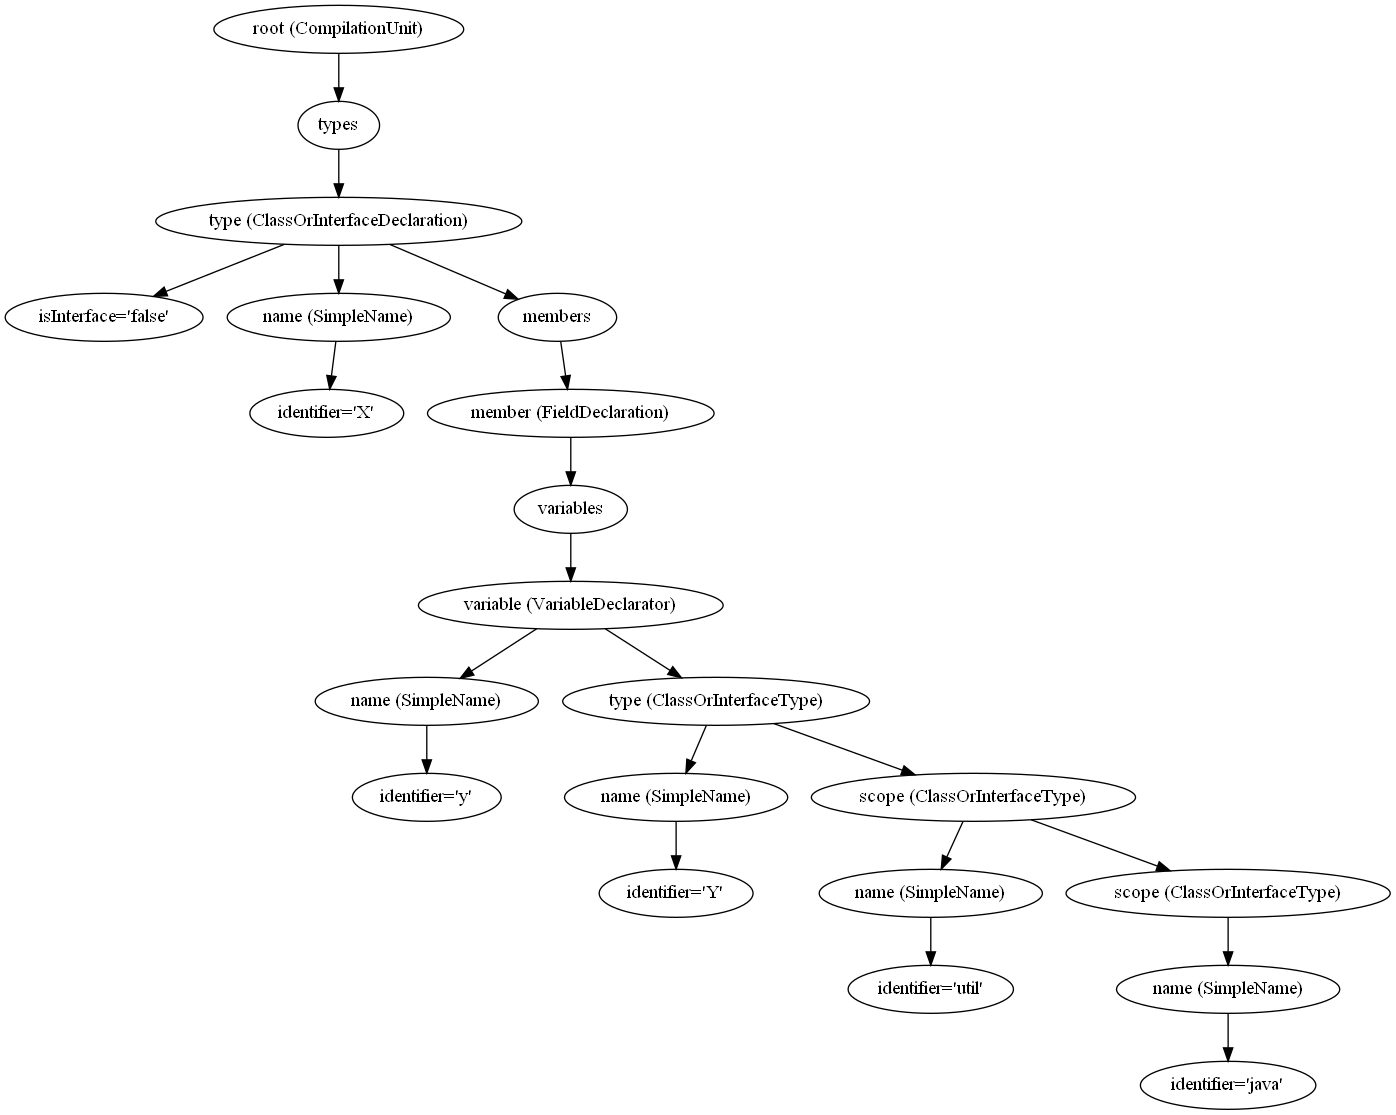 root (CompilationUnit)
types
type (ClassOrInterfaceDeclaration)
isInterface='false'
name (SimpleName)
members
identifier='X'
member (FieldDeclaration)
variables
variable (VariableDeclarator)
name (SimpleName)
type (ClassOrInterfaceType)
identifier='y'
name (SimpleName)
scope (ClassOrInterfaceType)
identifier='Y'
name (SimpleName)
scope (ClassOrInterfaceType)
identifier='util'
name (SimpleName)
identifier='java'